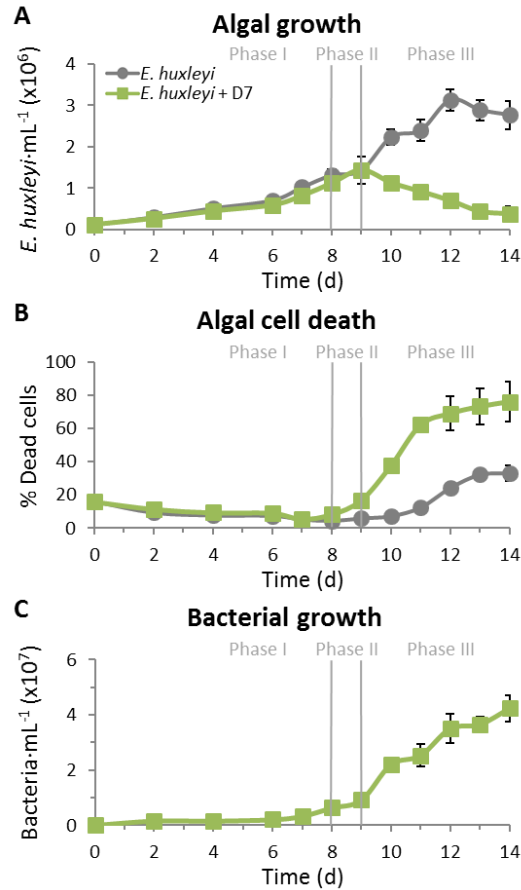 A
Algal growth
Phase I Phase II Phase III
E. huxleyi
E. huxleyi + D7
E. huxleyi·mL⁻¹ (x10⁶)
4
3
2
1
0
0 2 4 6 8 10 12 14
Time (d)
B
Algal cell death
Phase I Phase II Phase III
% Dead cells
100
80
60
40
20
0
0 2 4 6 8 10 12 14
Time (d)
C
Bacterial growth
Phase I Phase II Phase III
Bacteria·mL⁻¹ (x10⁷)
6
4
2
0
0 2 4 6 8 10 12 14
Time (d)